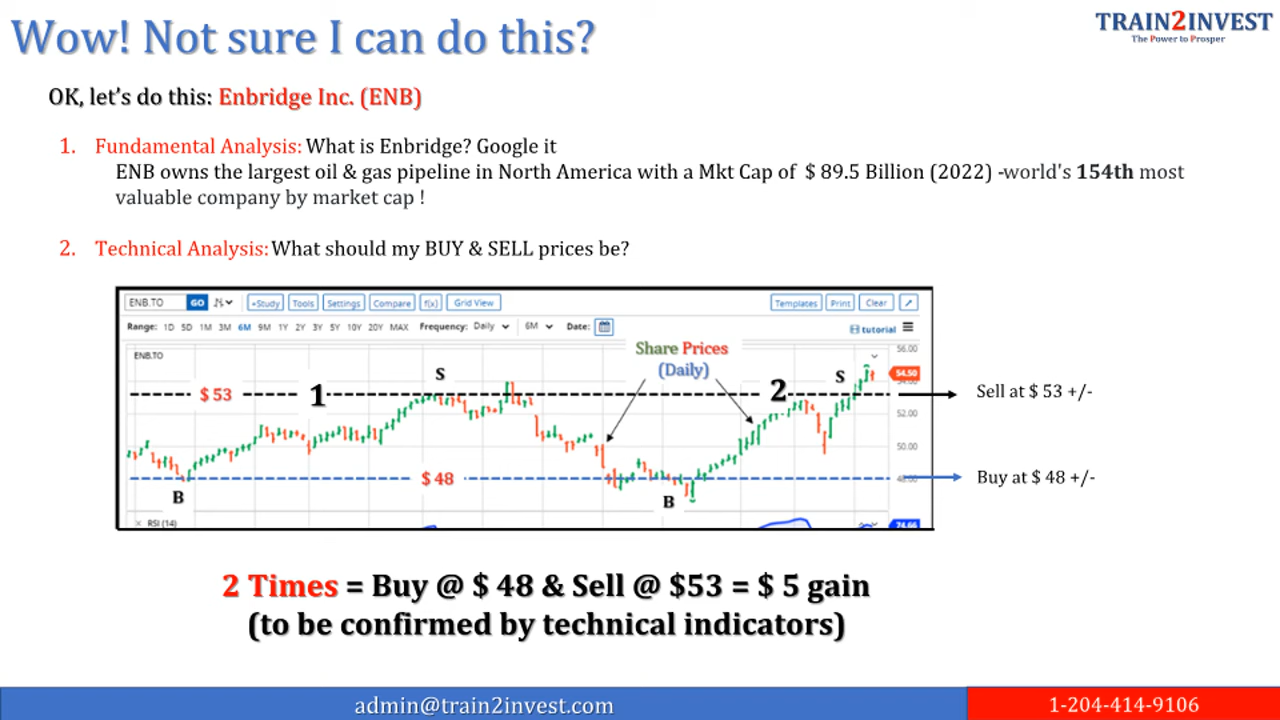 Wow! Not sure I can do this?
TRAIN2INVEST
The Power to Prosper
OK, let's do this: Enbridge Inc. (ENB)
1. Fundamental Analysis: What is Enbridge? Google it
ENB owns the largest oil & gas pipeline in North America with a Mkt Cap of $ 89.5 Billion (2022) -world's 154th most
valuable company by market cap !
2. Technical Analysis: What should my BUY & SELL prices be?
ENB.TO GO +Study Tools Settings Compare f(x) Grid View Templates Print Clear
Range: 1D 5D 1M 3M 6M 9M 1Y 2Y 3Y 5Y 10Y 20Y MAX Frequency: Daily 6M Date: tutorial
ENB.TO
Share Prices
(Daily)
56.00
S
S
54.50
$ 53
1
2
Sell at $ 53 +/-
52.00
50.00
$ 48
Buy at $ 48 +/-
B
B
RSI (14)
74.66
2 Times = Buy @ $ 48 & Sell @ $53 = $ 5 gain
(to be confirmed by technical indicators)
admin@train2invest.com
1-204-414-9106